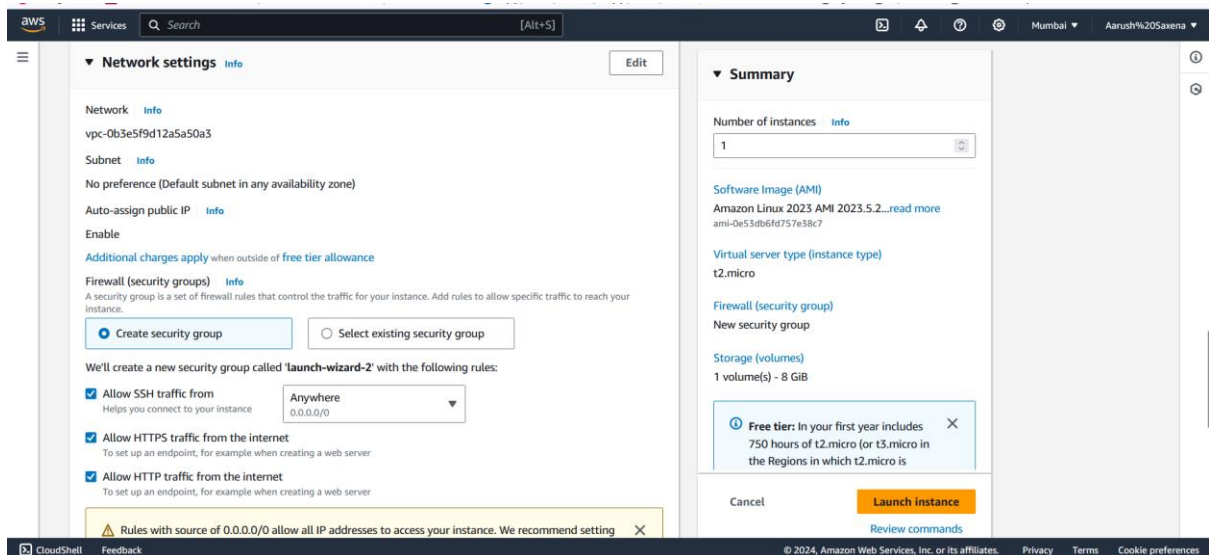 aws Services Search [Alt+S] Mumbai ▼ Aarush%20Saxena ▼
▼ Network settings Info Edit
Network Info
vpc-0b3e5f9d12a5a50a3
Subnet Info
No preference (Default subnet in any availability zone)
Auto-assign public IP Info
Enable
Additional charges apply when outside of free tier allowance
Firewall (security groups) Info
A security group is a set of firewall rules that control the traffic for your instance. Add rules to allow specific traffic to reach your
instance.
Create security group Select existing security group
We'll create a new security group called 'launch-wizard-2' with the following rules:
Allow SSH traffic from
Helps you connect to your instance
Anywhere
0.0.0.0/0
Allow HTTPS traffic from the internet
To set up an endpoint, for example when creating a web server
Allow HTTP traffic from the internet
To set up an endpoint, for example when creating a web server
Rules with source of 0.0.0.0/0 allow all IP addresses to access your instance. We recommend setting
▼ Summary
Number of instances Info
1
Software Image (AMI)
Amazon Linux 2023 AMI 2023.5.2...read more
ami-0e53db6fd757e38c7
Virtual server type (instance type)
t2.micro
Firewall (security group)
New security group
Storage (volumes)
1 volume(s) - 8 GiB
Free tier: In your first year includes
750 hours of t2.micro (or t3.micro in
the Regions in which t2.micro is
Cancel Launch instance
Review commands
CloudShell Feedback © 2024, Amazon Web Services, Inc. or its affiliates. Privacy Terms Cookie preferences